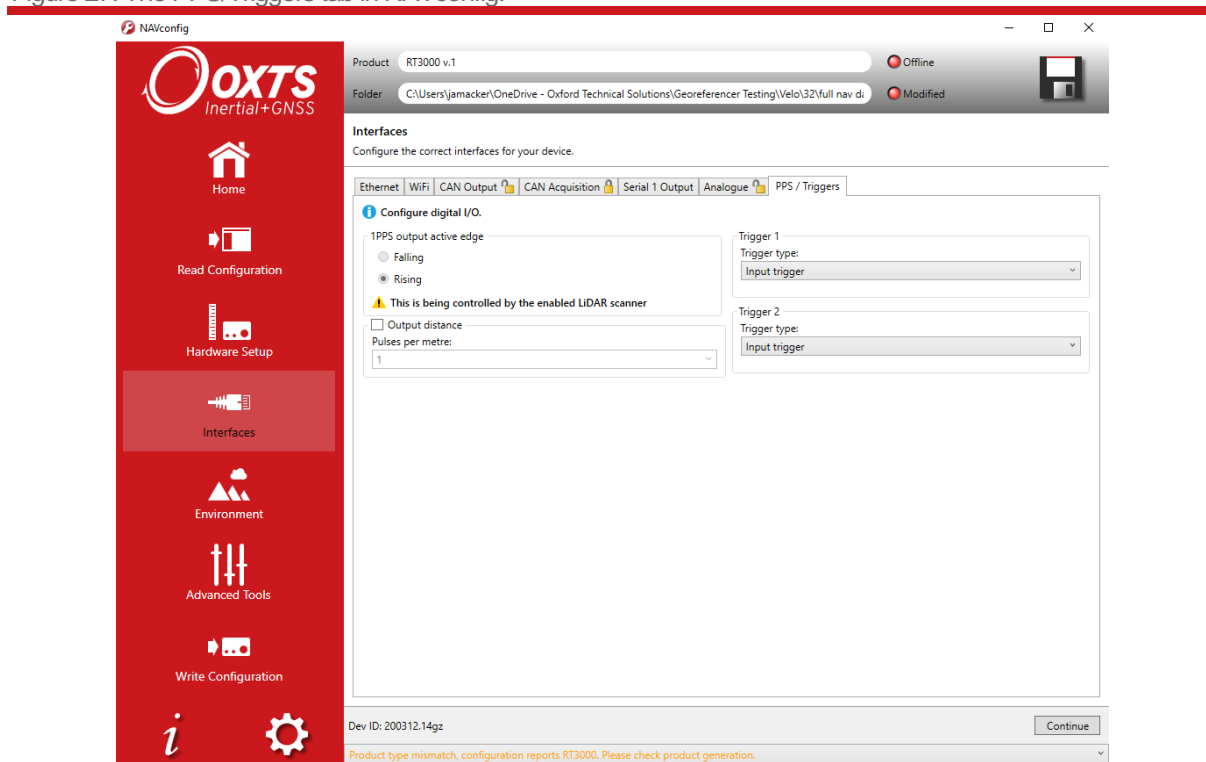 NAVconfig
OXTS
Inertial+GNSS
Product RT3000 v.1 Offline
Folder C:\Users\jamacker\OneDrive - Oxford Technical Solutions\Georeferencer Testing\Velo\32\full nav d Modified
Interfaces
Configure the correct interfaces for your device.
Home
Ethernet WiFi CAN Output CAN Acquisition Serial 1 Output Analogue PPS / Triggers
Configure digital I/O.
1PPS output active edge
Falling
Rising
This is being controlled by the enabled LiDAR scanner
Output distance
Pulses per metre:
1
Trigger 1
Trigger type:
Input trigger
Trigger 2
Trigger type:
Input trigger
Read Configuration
Hardware Setup
Interfaces
Environment
Advanced Tools
Write Configuration
i
Dev ID: 200312.14gz Continue
Product type mismatch, configuration reports RT3000. Please check product generation.